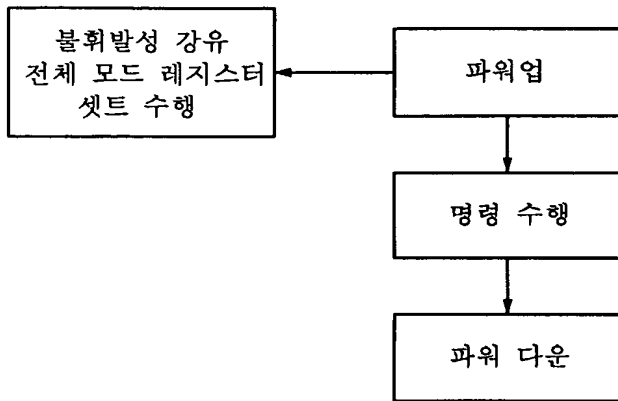 불휘발성 강유
전체 모드 레지스터
셋트 수행
파워업
명령 수행
파워 다운